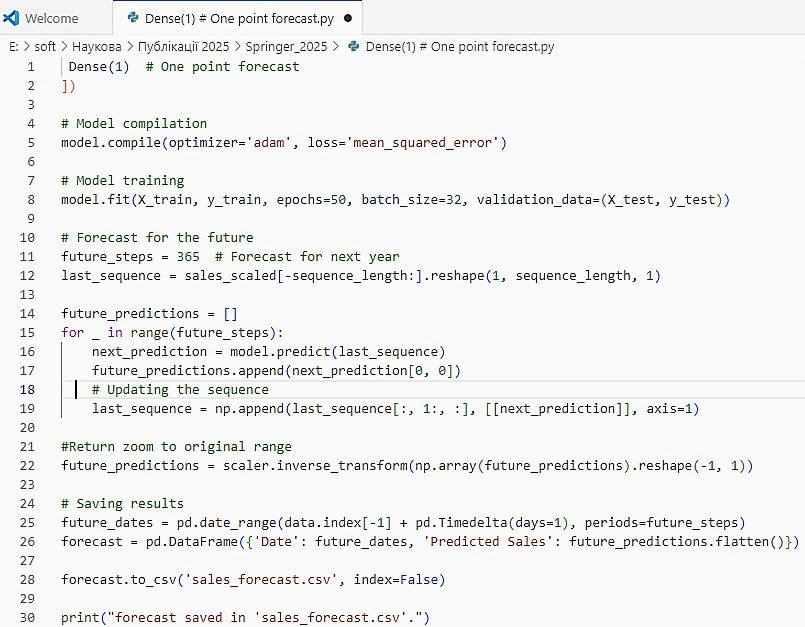 Welcome
Dense(1) # One point forecast.py
E: > soft > Наукова > Публікації 2025 > Springer_2025 > Dense(1) # One point forecast.py
1 Dense(1)  # One point forecast
2 ])
3
4 # Model compilation
5 model.compile(optimizer='adam', loss='mean_squared_error')
6
7 # Model training
8 model.fit(X_train, y_train, epochs=50, batch_size=32, validation_data=(X_test, y_test))
9
10 # Forecast for the future
11 future_steps = 365  # Forecast for next year
12 last_sequence = sales_scaled[-sequence_length:].reshape(1, sequence_length, 1)
13
14 future_predictions = []
15 for _ in range(future_steps):
16     next_prediction = model.predict(last_sequence)
17     future_predictions.append(next_prediction[0, 0])
18     # Updating the sequence
19     last_sequence = np.append(last_sequence[:, 1:, :], [[next_prediction]], axis=1)
20
21 #Return zoom to original range
22 future_predictions = scaler.inverse_transform(np.array(future_predictions).reshape(-1, 1))
23
24 # Saving results
25 future_dates = pd.date_range(data.index[-1] + pd.Timedelta(days=1), periods=future_steps)
26 forecast = pd.DataFrame({'Date': future_dates, 'Predicted Sales': future_predictions.flatten()})
27
28 forecast.to_csv('sales_forecast.csv', index=False)
29
30 print("forecast saved in 'sales_forecast.csv'.")